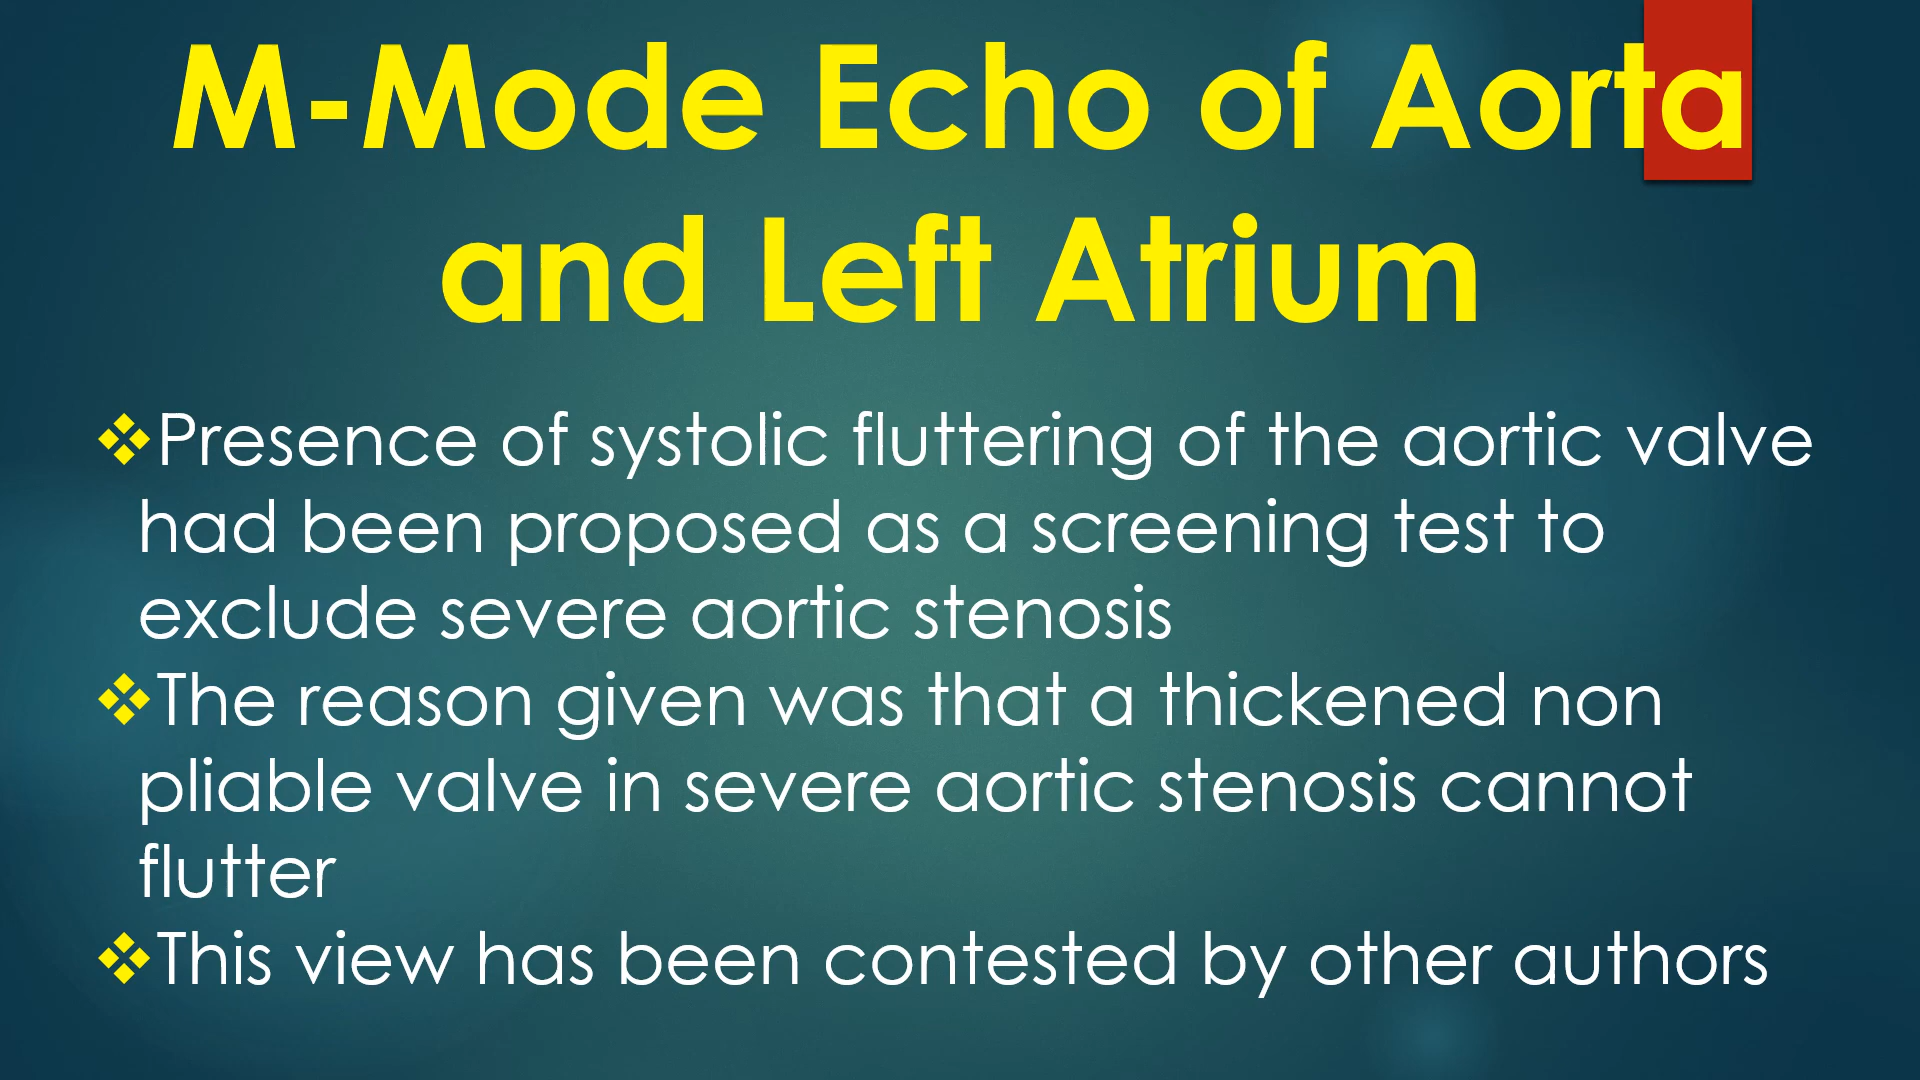 M-Mode Echo of Aorta
and Left Atrium
❖Presence of systolic fluttering of the aortic valve
had been proposed as a screening test to
exclude severe aortic stenosis
❖The reason given was that a thickened non
pliable valve in severe aortic stenosis cannot
flutter
❖This view has been contested by other authors